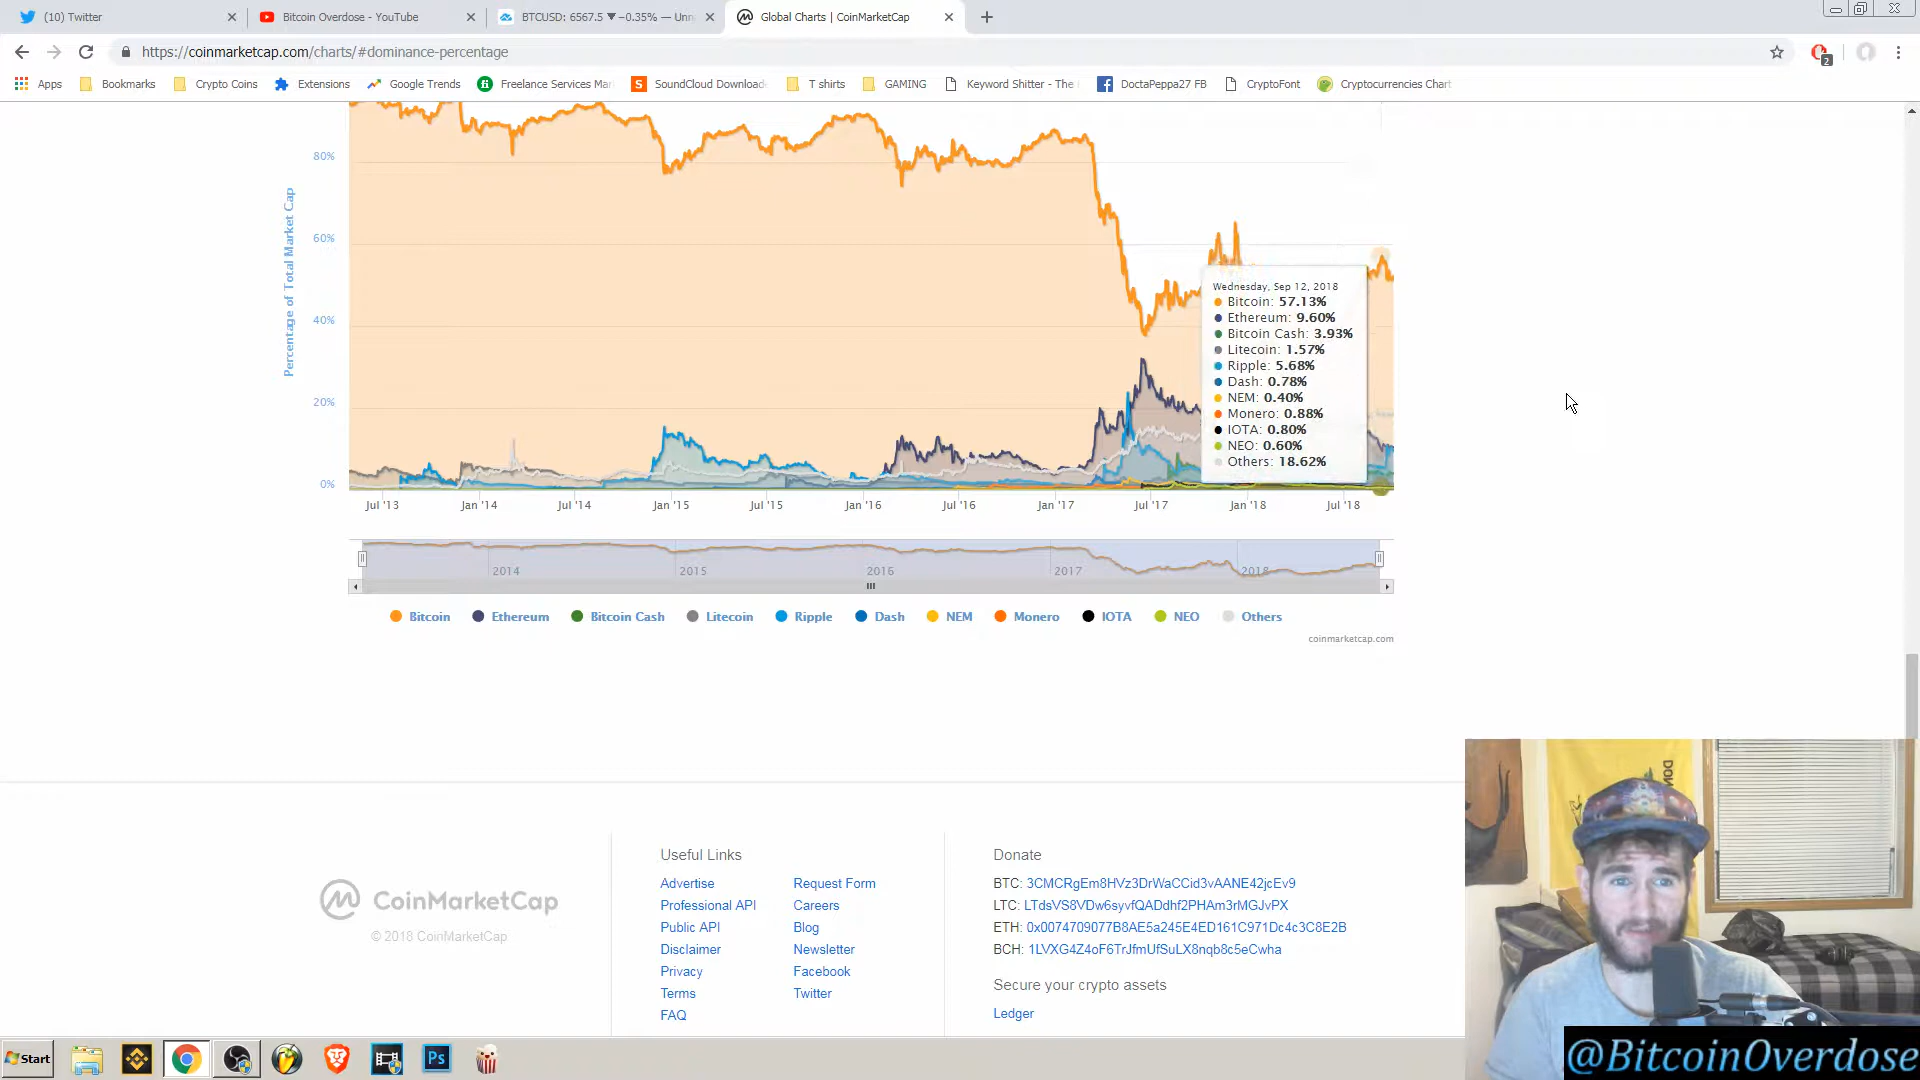 (10) Twitter
Bitcoin Overdose - YouTube
BTCUSD: 6567.5 ▼ −0.35% — Unn
Global Charts | CoinMarketCap
https://coinmarketcap.com/charts/#dominance-percentage
2
Apps
Bookmarks
Crypto Coins
Extensions
Google Trends
Freelance Services Mar
SoundCloud Download
T shirts
GAMING
Keyword Shitter - The
DoctaPeppa27 FB
CryptoFont
Cryptocurrencies Chart
Percentage of Total Market Cap
80%
60%
40%
20%
0%
Wednesday, Sep 12, 2018
Bitcoin: 57.13%
Ethereum: 9.60%
Bitcoin Cash: 3.93%
Litecoin: 1.57%
Ripple: 5.68%
Dash: 0.78%
NEM: 0.40%
Monero: 0.88%
IOTA: 0.80%
NEO: 0.60%
Others: 18.62%
Jul '13
Jan '14
Jul '14
Jan '15
Jul '15
Jan '16
Jul '16
Jan '17
Jul '17
Jan '18
Jul '18
2014
2015
2016
2017
2018
Bitcoin
Ethereum
Bitcoin Cash
Litecoin
Ripple
Dash
NEM
Monero
IOTA
NEO
Others
coinmarketcap.com
CoinMarketCap
© 2018 CoinMarketCap
Useful Links
Advertise
Professional API
Public API
Disclaimer
Privacy
Terms
FAQ
Request Form
Careers
Blog
Newsletter
Facebook
Twitter
Donate
BTC: 3CMCRgEm8HVz3DrWaCCid3vAANE42jcEv9
LTC: LTdsVS8VDw6syvfQADdhf2PHAm3rMGJvPX
ETH: 0x0074709077B8AE5a245E4ED161C971Dc4c3C8E2B
BCH: 1LVXG4Z4oF6TrJfmUfSuLX8nqb8c5eCwha
Secure your crypto assets
Ledger
Start
Ps
@BitcoinOverdose